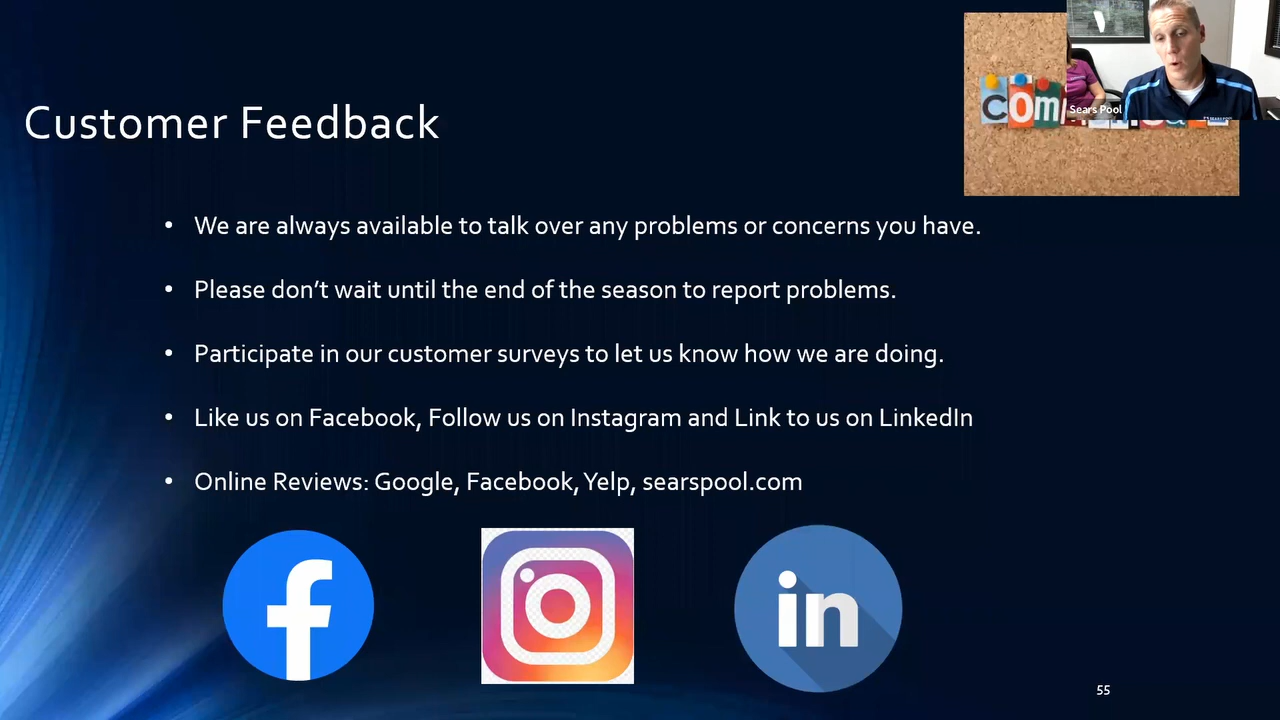 Customer Feedback
com
Sears Pool
• We are always available to talk over any problems or concerns you have.
• Please don’t wait until the end of the season to report problems.
• Participate in our customer surveys to let us know how we are doing.
• Like us on Facebook, Follow us on Instagram and Link to us on LinkedIn
• Online Reviews: Google, Facebook, Yelp, searspool.com
f
in
55